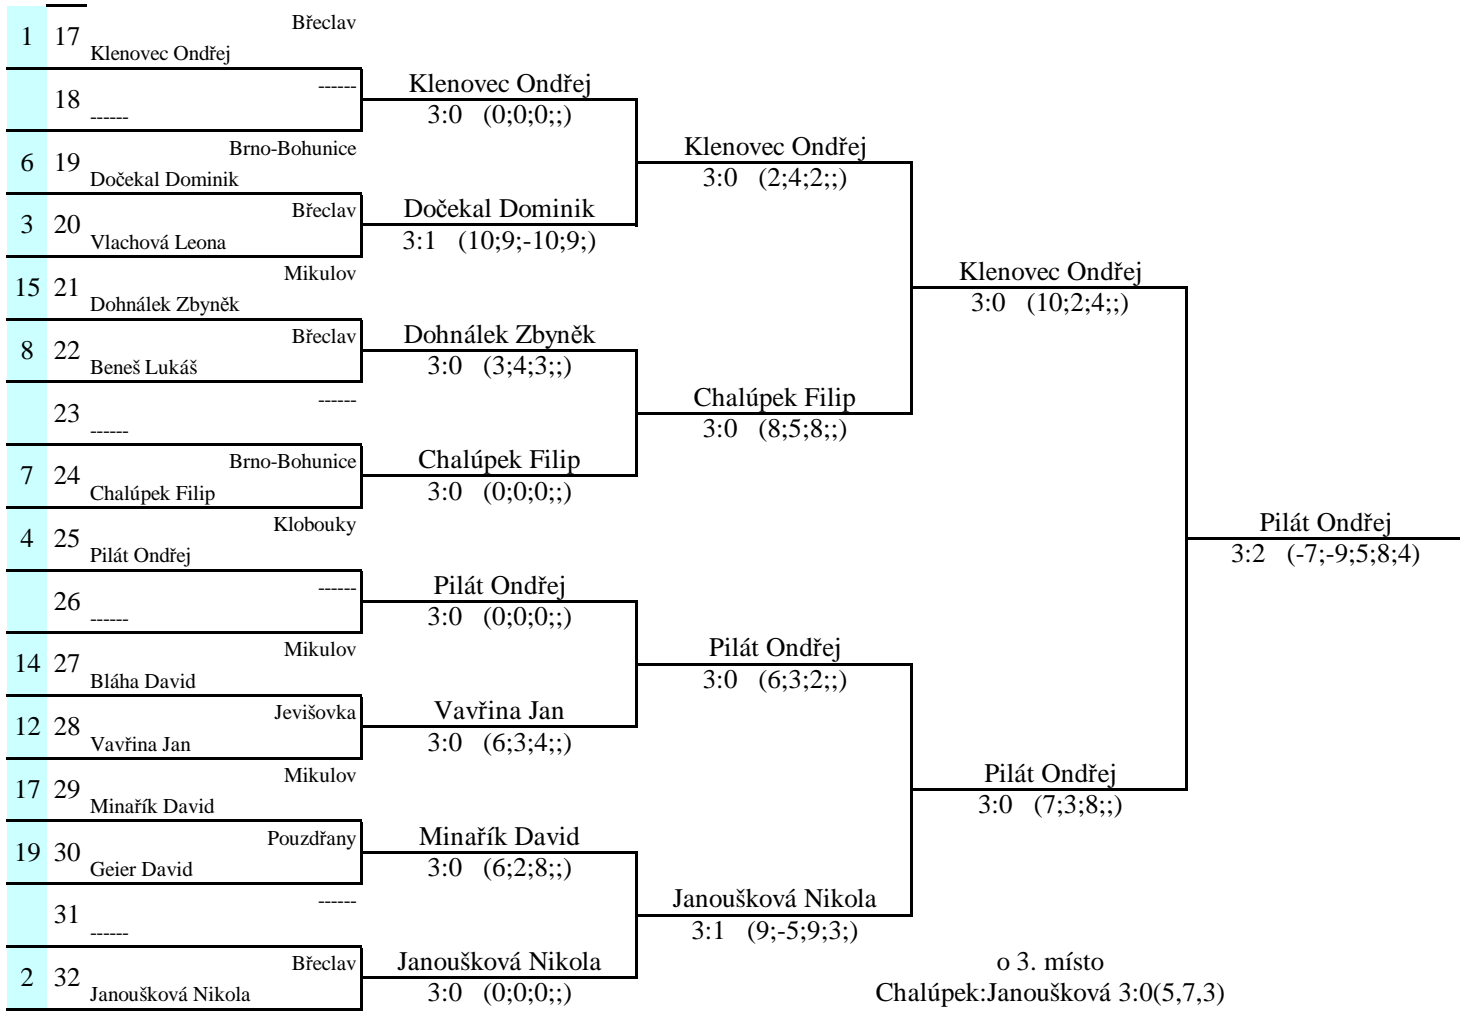 Břeclav
1 17
Klenovec Ondřej
------
18
------
Klenovec Ondřej
3:0 (0;0;0;;)
Brno-Bohunice
6 19
Dočekal Dominik
Klenovec Ondřej
3:0 (2;4;2;;)
Břeclav
3 20
Vlachová Leona
Dočekal Dominik
3:1 (10;9;-10;9;)
Mikulov
15 21
Dohnálek Zbyněk
Klenovec Ondřej
3:0 (10;2;4;;)
Břeclav
8 22
Beneš Lukáš
Dohnálek Zbyněk
3:0 (3;4;3;;)
------
23
------
Chalúpek Filip
3:0 (8;5;8;;)
Brno-Bohunice
7 24
Chalúpek Filip
Chalúpek Filip
3:0 (0;0;0;;)
Klobouky
4 25
Pilát Ondřej
Pilát Ondřej
3:2 (-7;-9;5;8;4)
------
26
------
Pilát Ondřej
3:0 (0;0;0;;)
Mikulov
14 27
Bláha David
Pilát Ondřej
3:0 (6;3;2;;)
Jevišovka
12 28
Vavřina Jan
Vavřina Jan
3:0 (6;3;4;;)
Mikulov
17 29
Minařík David
Pilát Ondřej
3:0 (7;3;8;;)
Pouzdřany
19 30
Geier David
Minařík David
3:0 (6;2;8;;)
------
31
------
Janoušková Nikola
3:1 (9;-5;9;3;)
Břeclav
2 32
Janoušková Nikola
Janoušková Nikola
3:0 (0;0;0;;)
o 3. místo
Chalúpek:Janoušková 3:0(5,7,3)